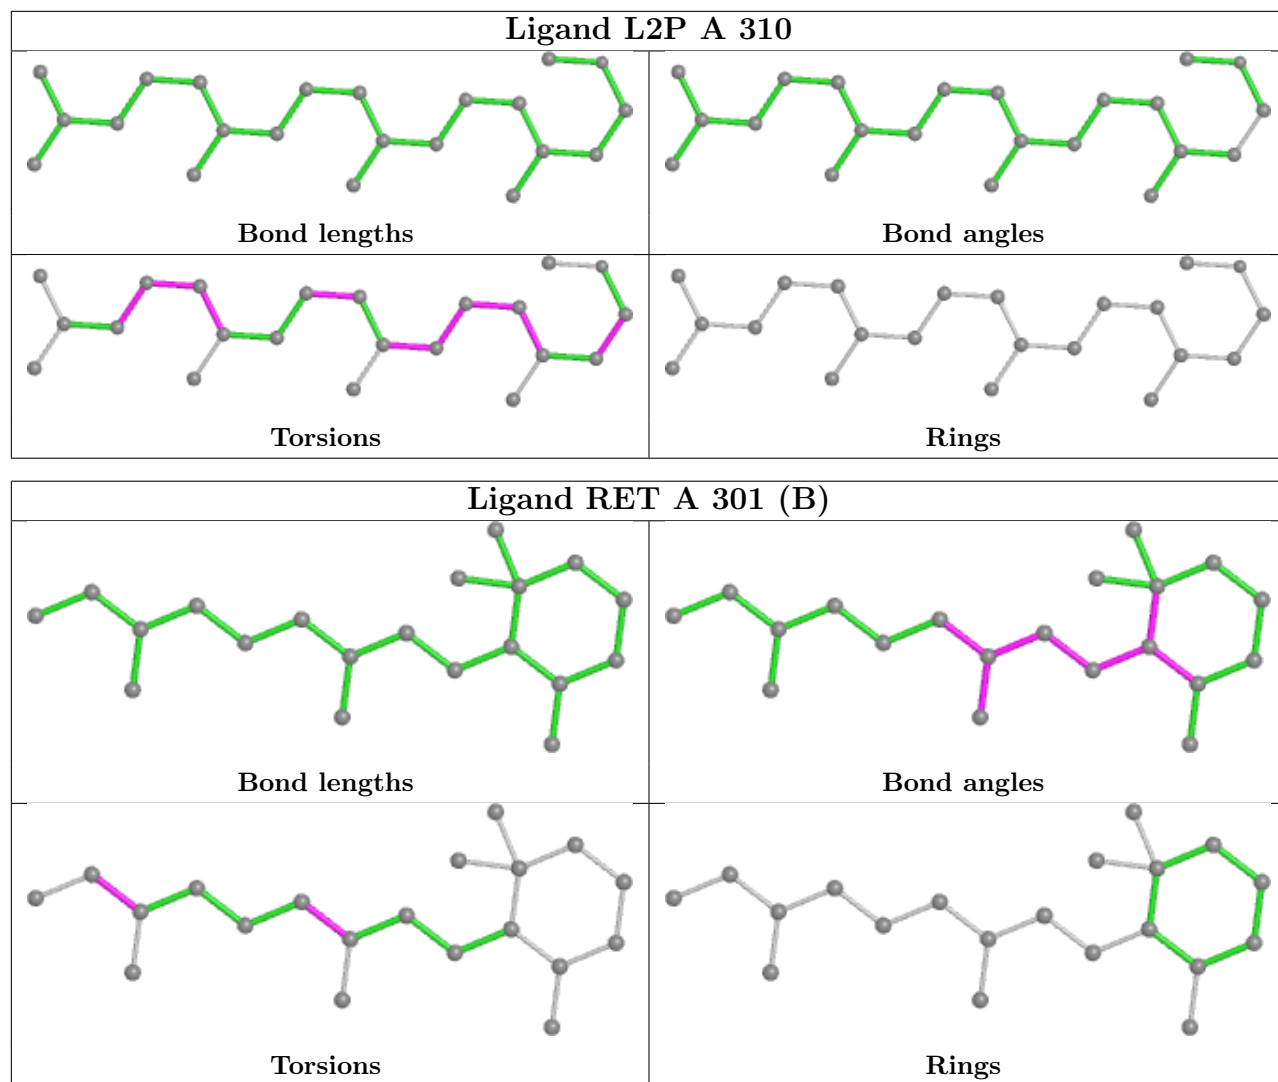 Ligand L2P A 310
Bond lengths
Bond angles
Torsions
Rings
Ligand RET A 301 (B)
Bond lengths
Bond angles
Torsions
Rings